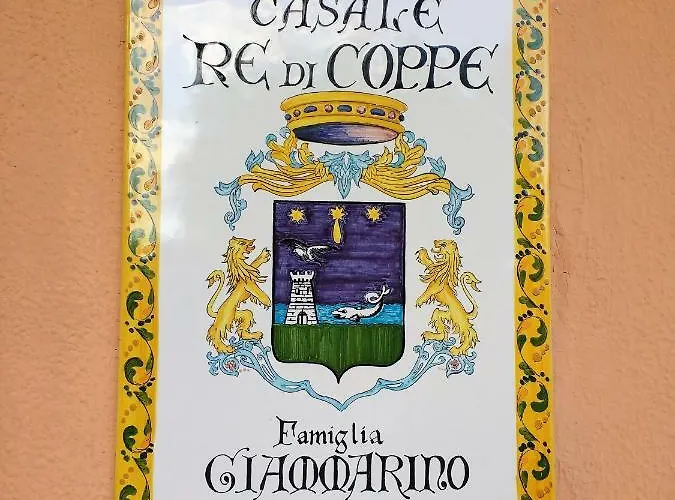 CASALE
RE DI COPPE
Famiglia
GIAMMARINO